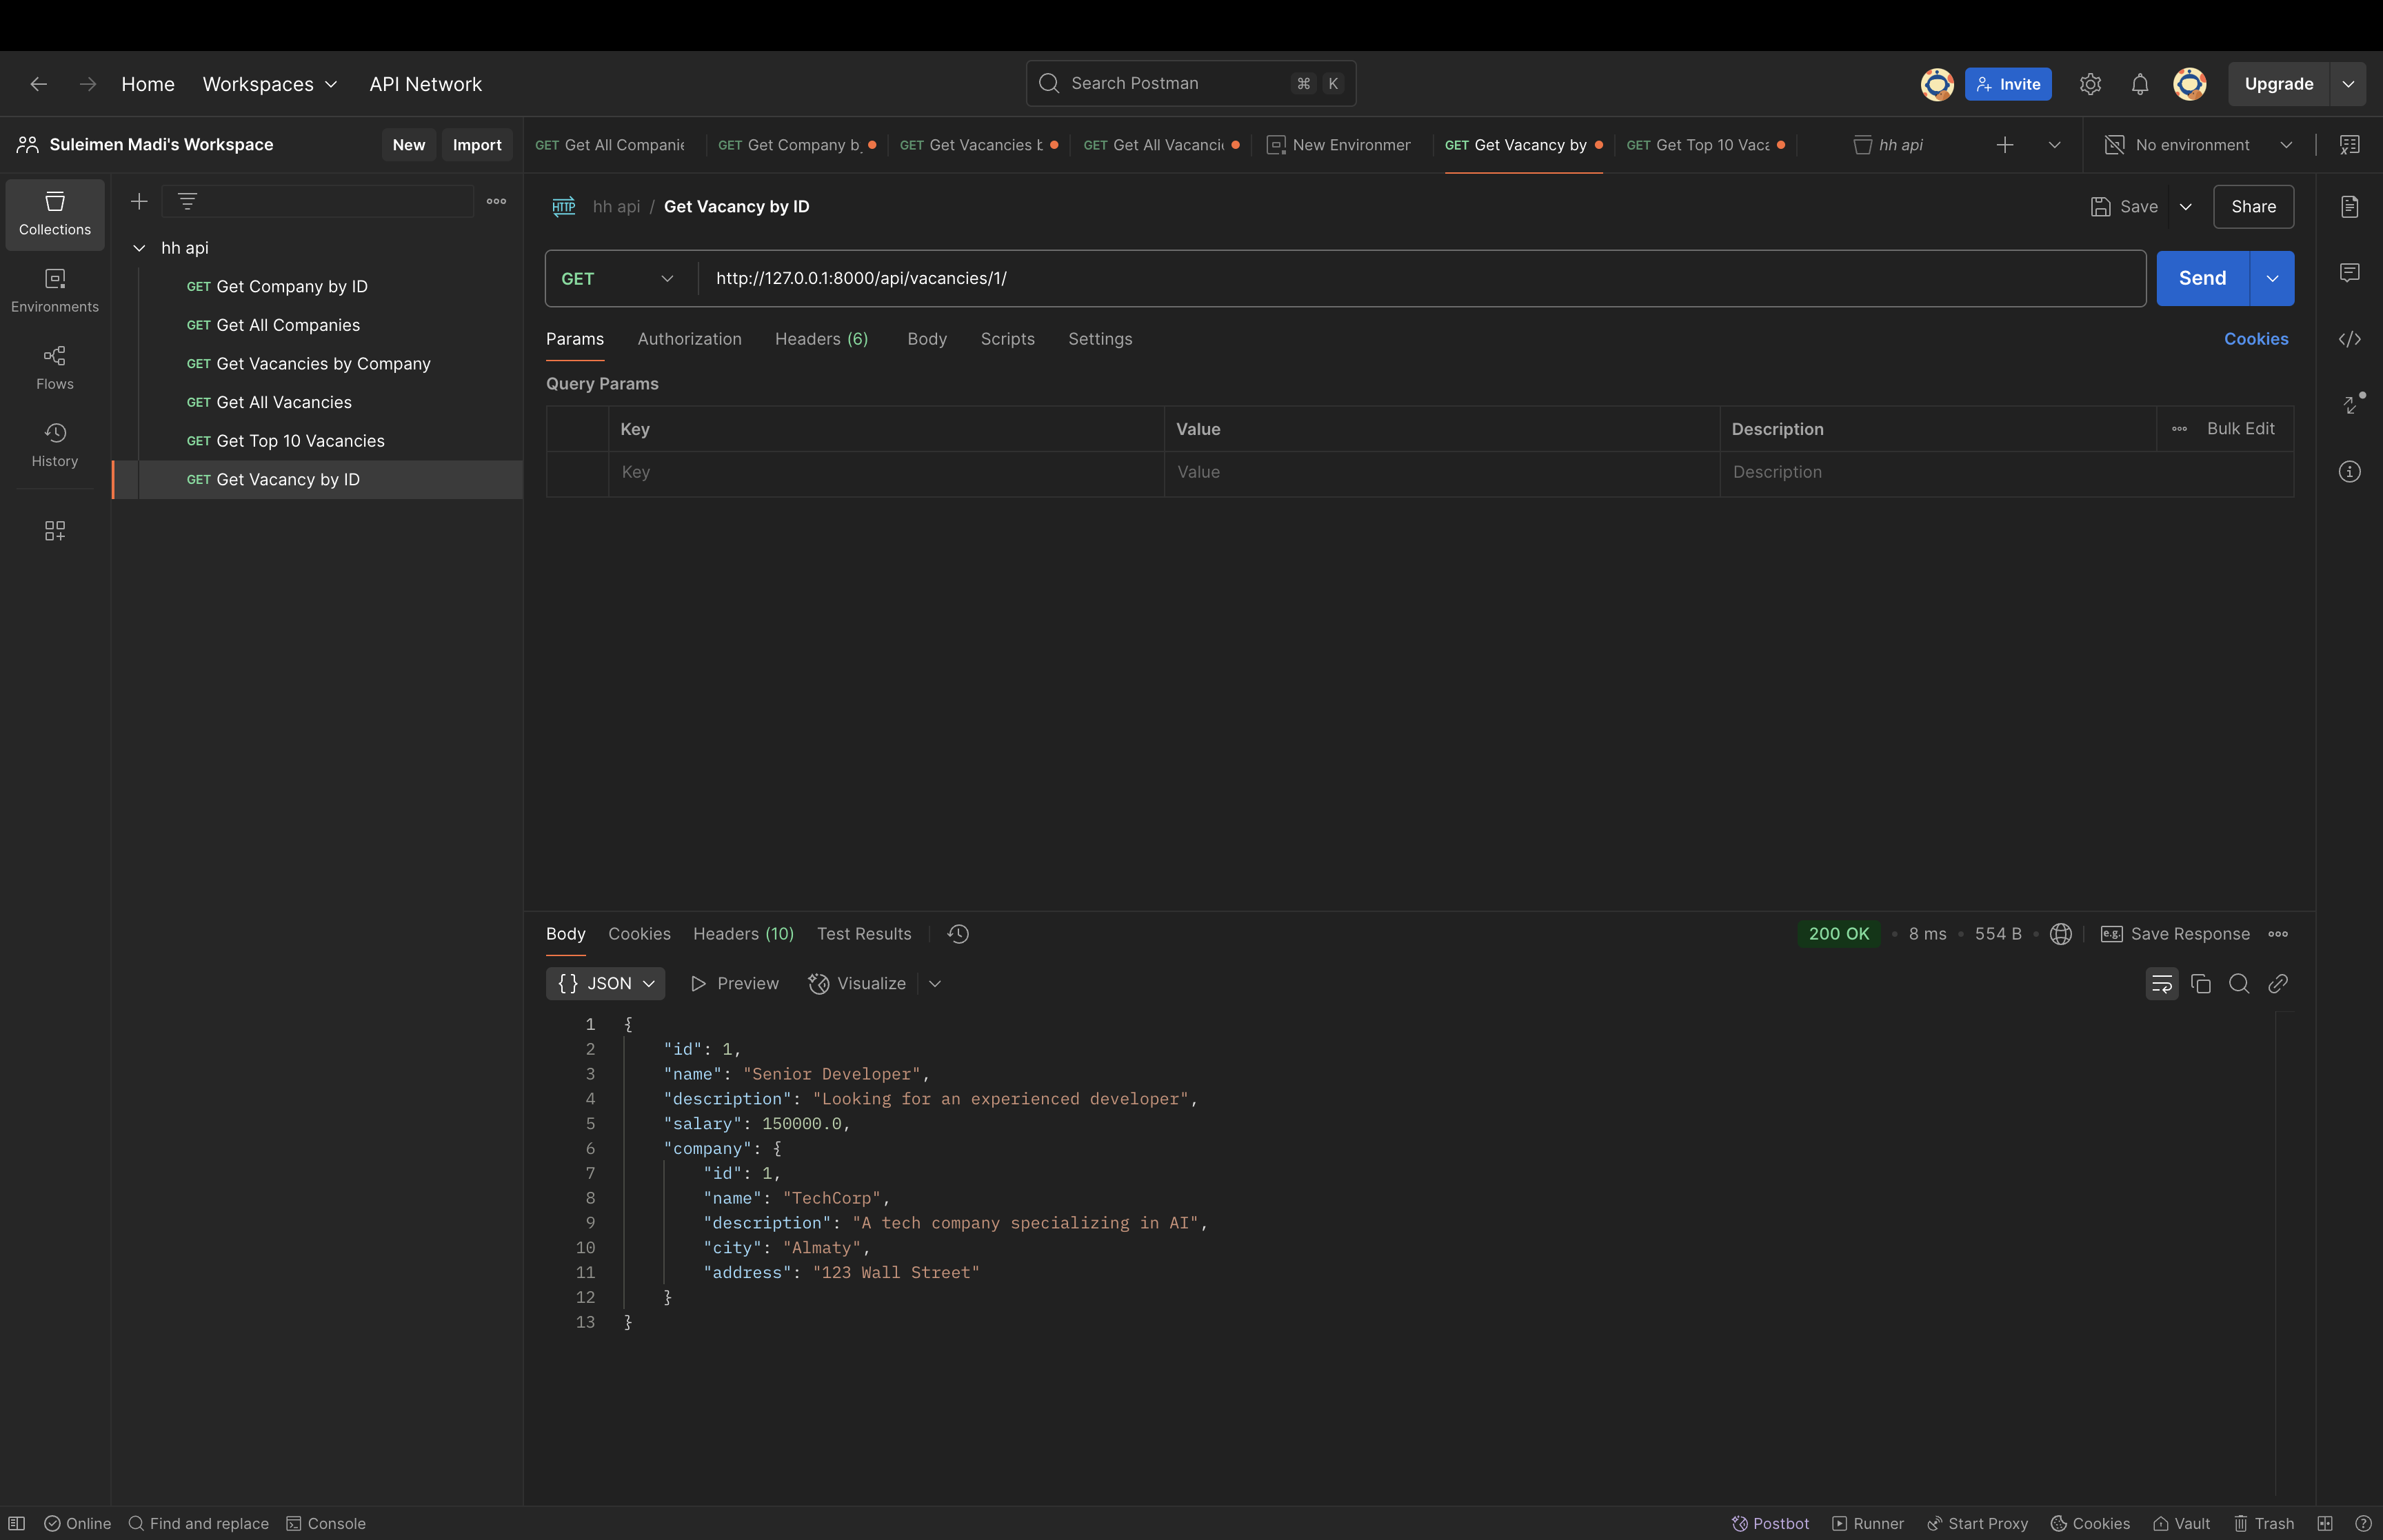 Home Workspaces API Network Search Postman ⌘ K Invite Upgrade
Suleimen Madi's Workspace New Import
GET Get All Companie GET Get Company b GET Get Vacancies GET Get All Vacanci New Environmer GET Get Vacancy by GET Get Top 10 Vaca hh api No environment
Collections
Environments
Flows
History
hh api
GET Get Company by ID
GET Get All Companies
GET Get Vacancies by Company
GET Get All Vacancies
GET Get Top 10 Vacancies
GET Get Vacancy by ID
HTTP hh api / Get Vacancy by ID Save Share
GET http://127.0.0.1:8000/api/vacancies/1/ Send
Params Authorization Headers (6) Body Scripts Settings Cookies
Query Params
Key Value Description Bulk Edit
Key Value Description
Body Cookies Headers (10) Test Results 200 OK • 8 ms • 554 B • e.g. Save Response
{} JSON Preview Visualize
1 {
2 "id": 1,
3 "name": "Senior Developer",
4 "description": "Looking for an experienced developer",
5 "salary": 150000.0,
6 "company": {
7 "id": 1,
8 "name": "TechCorp",
9 "description": "A tech company specializing in AI",
10 "city": "Almaty",
11 "address": "123 Wall Street"
12 }
13 }
Online Find and replace Console Postbot Runner Start Proxy Cookies Vault Trash